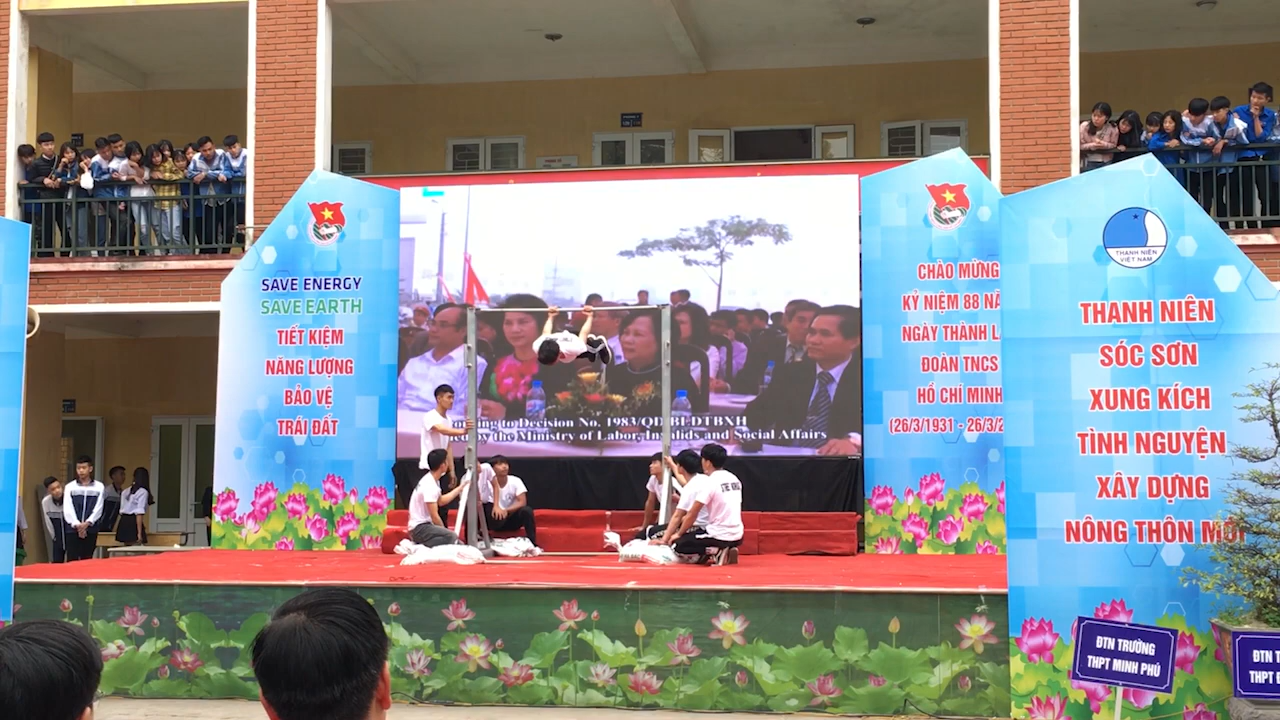 SAVE ENERGY
SAVE EARTH
TIẾT KIỆM
NĂNG LƯỢNG
BẢO VỆ
TRÁI ĐẤT
to Decision No. 1983/QĐ-BLĐTBXH
by the Ministry of Labor, Invalids and Social Affairs
CHÀO MỪNG
KỶ NIỆM 88 NĂ
NGÀY THÀNH L
ĐOÀN TNCS
HỒ CHÍ MINH
(26/3/1931 - 26/3/2
THANH NIÊN
VIỆT NAM
THANH NIÊN
SÓC SƠN
XUNG KÍCH
TÌNH NGUYỆN
XÂY DỰNG
NÔNG THÔN MỚI
ĐTN TRƯỜNG
THPT MINH PHÚ
ĐTN T
THPT Đ